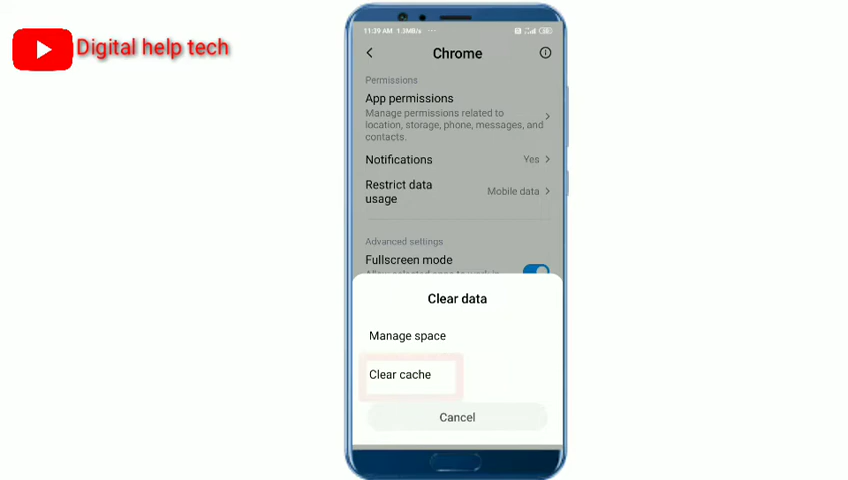 Digital help tech
11:39 AM 1.3MB/s ...
Chrome
Permissions
App permissions
Manage permissions related to
location, storage, phone, messages, and
contacts.
Notifications Yes
Restrict data
usage
Mobile data
Advanced settings
Fullscreen mode
Clear data
Manage space
Clear cache
Cancel